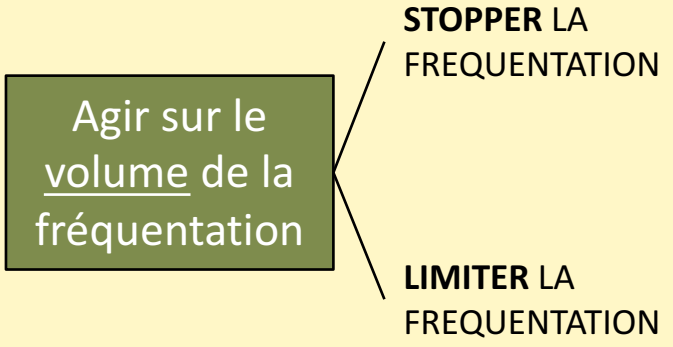 STOPPER LA
FREQUENTATION
Agir sur le
volume de la
fréquentation
LIMITER LA
FREQUENTATION